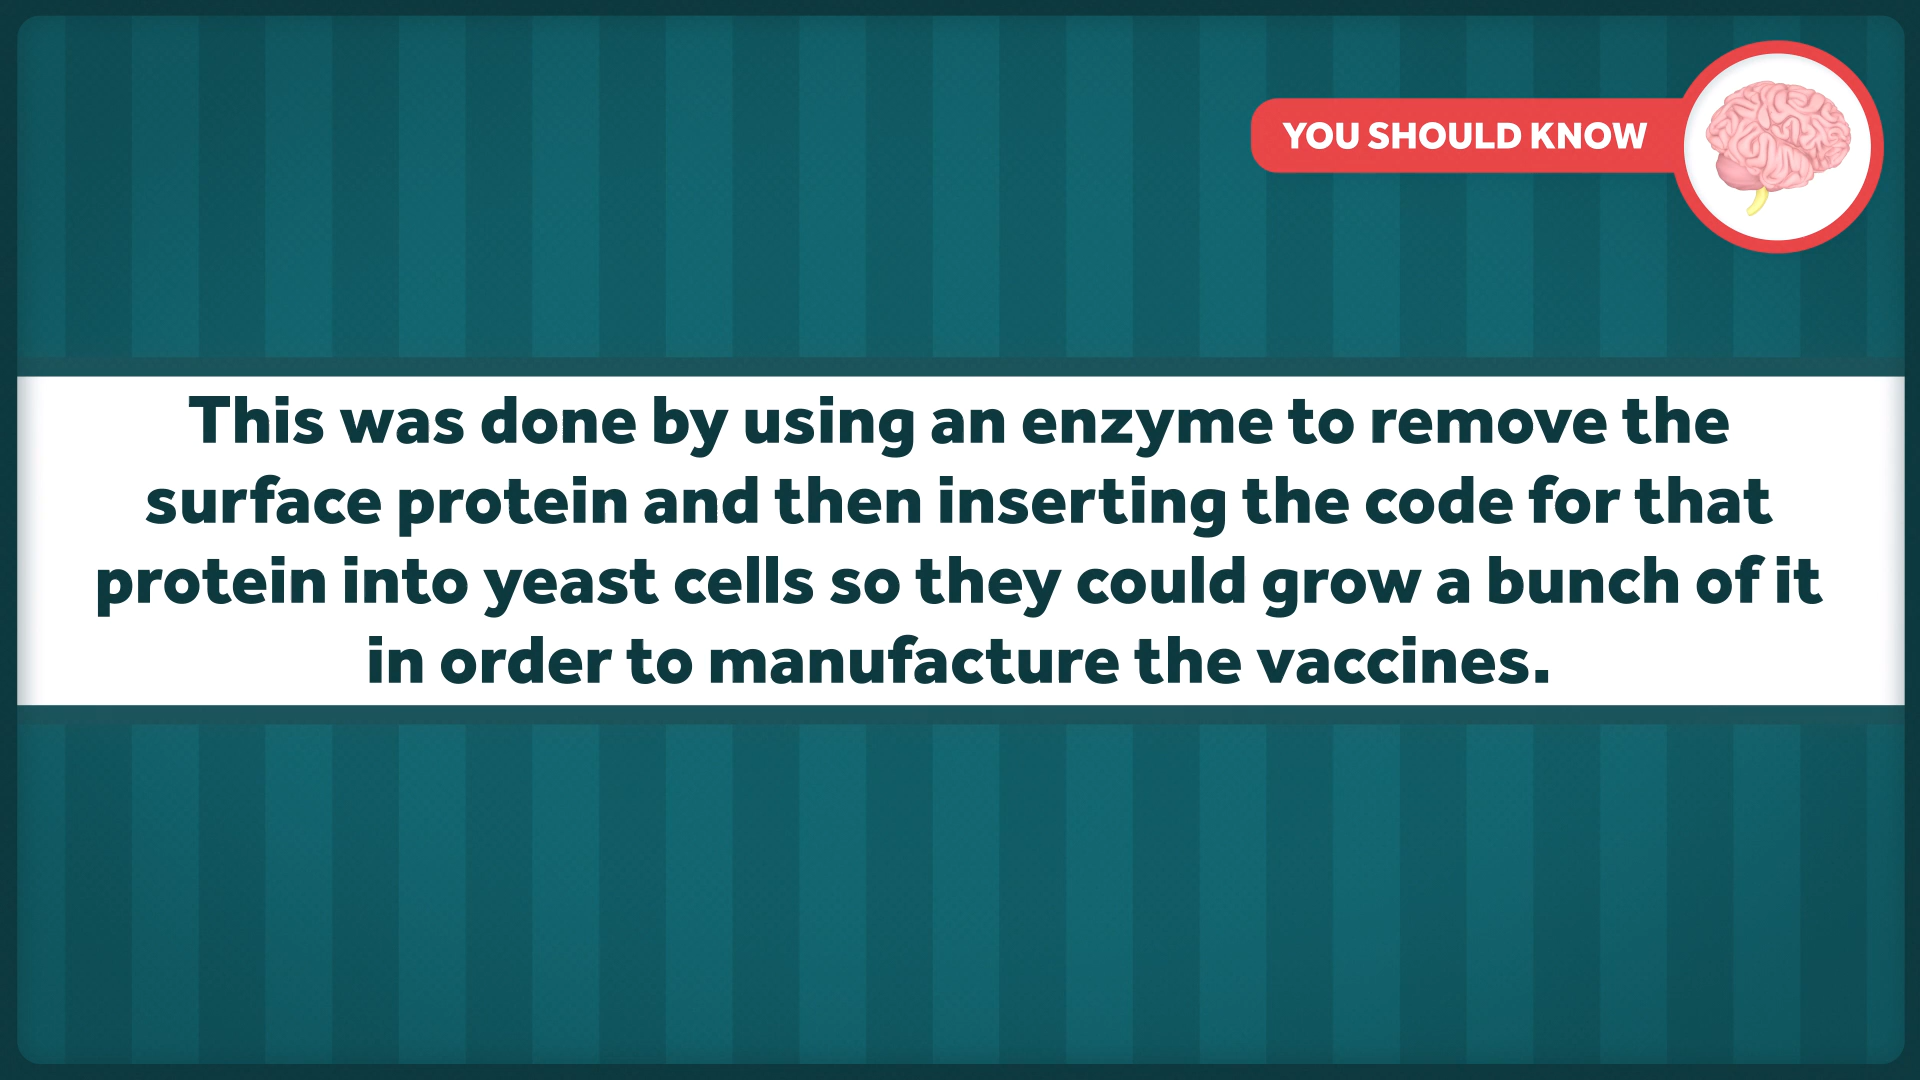 YOU SHOULD KNOW
This was done by using an enzyme to remove the
surface protein and then inserting the code for that
protein into yeast cells so they could grow a bunch of it
in order to manufacture the vaccines.